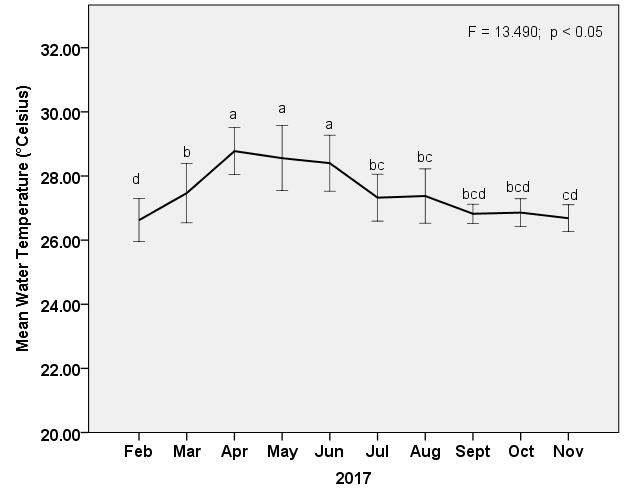 F = 13.490; p < 0.05
Mean Water Temperature (°Celsius)
32.00
30.00
28.00
26.00
24.00
22.00
20.00
d
b
a
a
a
bc
bc
bcd
bcd
cd
Feb Mar Apr May Jun Jul Aug Sept Oct Nov
2017